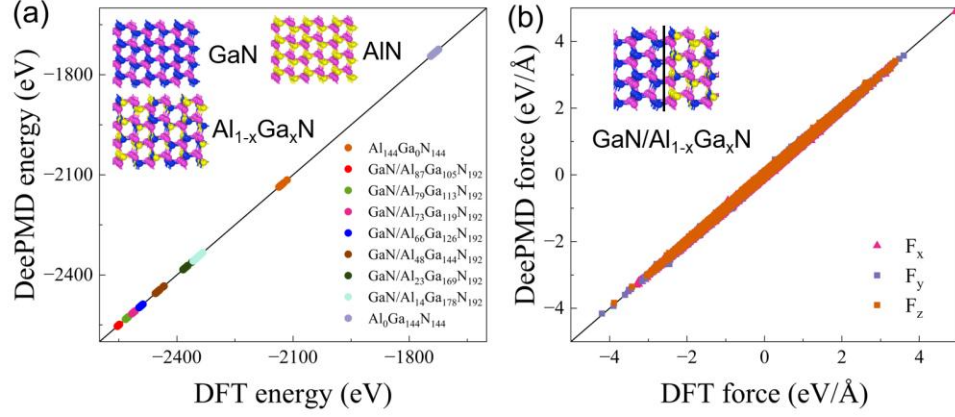 (a)
GaN
AlN
Al₁₋ₓGaₓN
DeePMD energy (eV)
−1800
−2100
−2400
Al₁₄₄Ga₀N₁₄₄
GaN/Al₈₇Ga₁₀₅N₁₉₂
GaN/Al₇₉Ga₁₁₃N₁₉₂
GaN/Al₇₃Ga₁₁₉N₁₉₂
GaN/Al₆₆Ga₁₂₆N₁₉₂
GaN/Al₄₈Ga₁₄₄N₁₉₂
GaN/Al₂₃Ga₁₆₉N₁₉₂
GaN/Al₁₄Ga₁₇₈N₁₉₂
Al₀Ga₁₄₄N₁₄₄
−2400 −2100 −1800
DFT energy (eV)
(b)
GaN/Al₁₋ₓGaₓN
DeePMD force (eV/Å)
4
2
0
−2
−4
Fₓ
Fᵧ
F_z
−4 −2 0 2 4
DFT force (eV/Å)